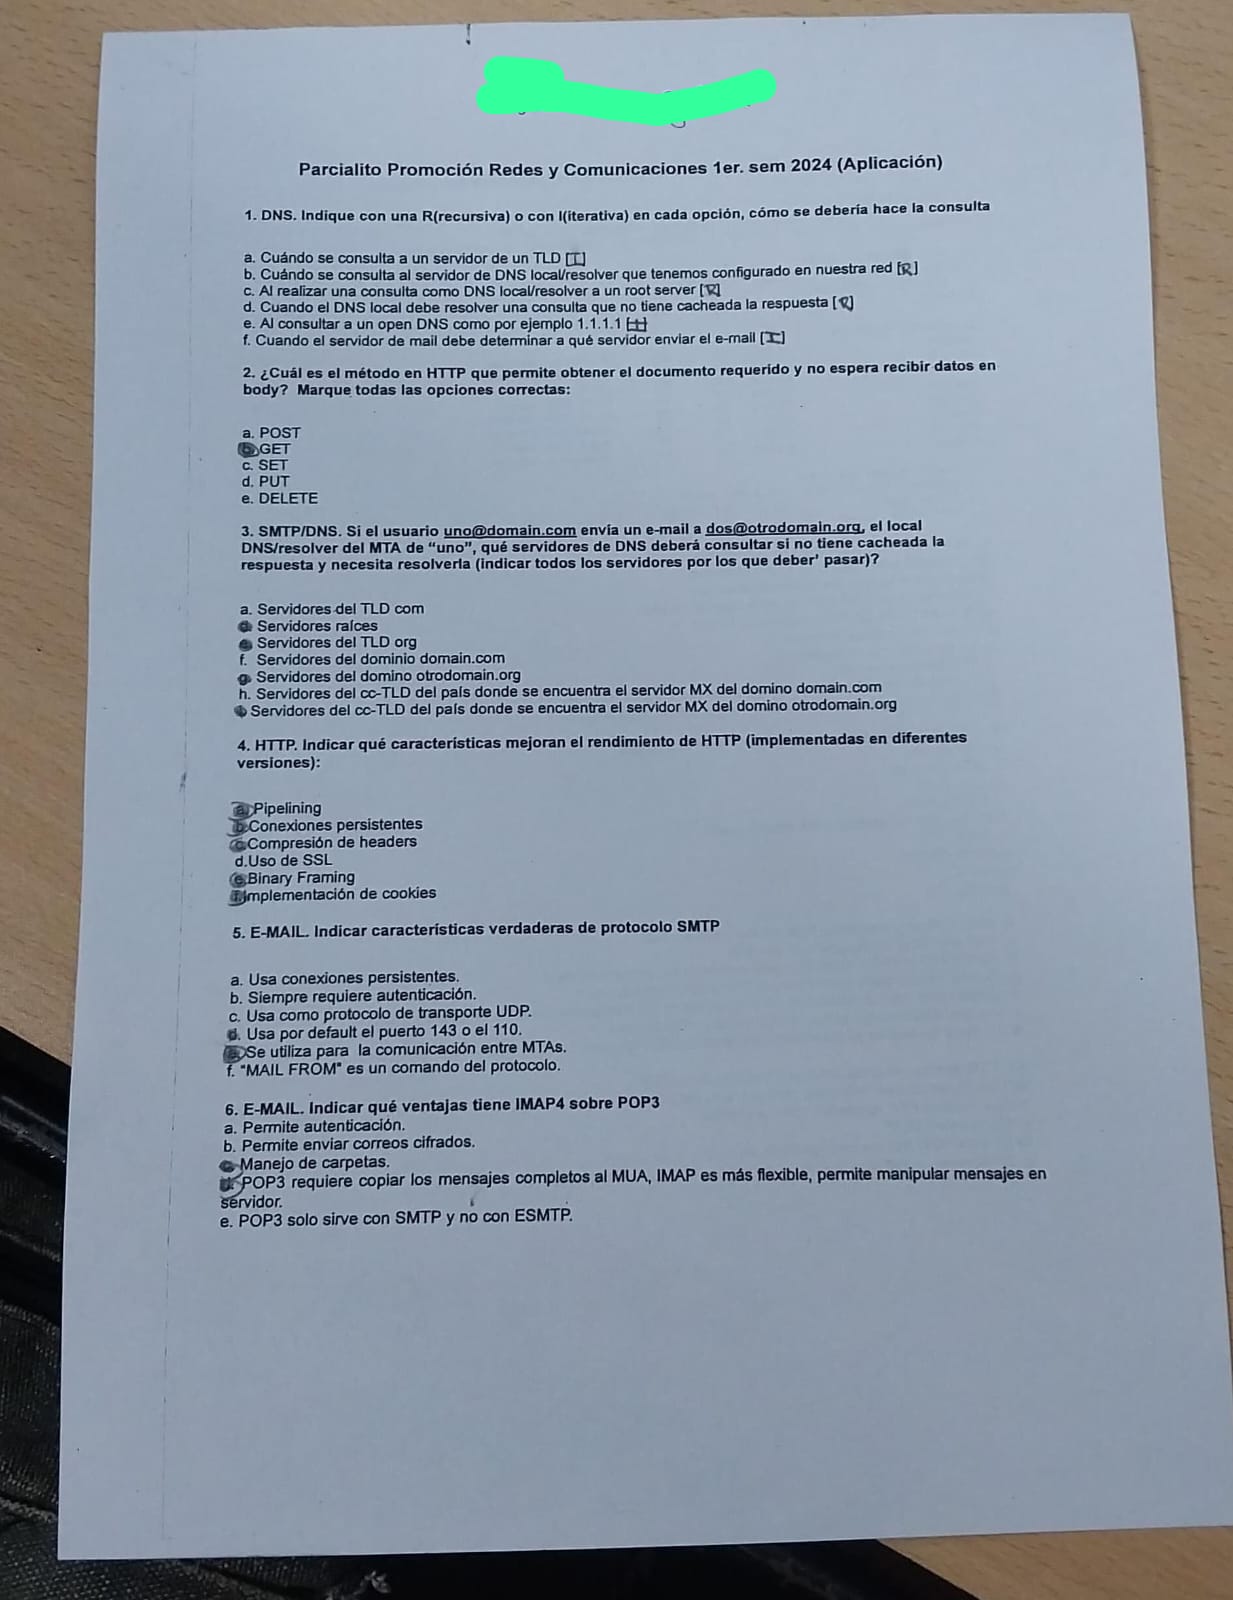 Parcialito Promoción Redes y Comunicaciones 1er. sem 2024 (Aplicación)
1. DNS. Indique con una R(recursiva) o con I(iterativa) en cada opción, cómo se debería hace la consulta
a. Cuándo se consulta a un servidor de un TLD [I]
b. Cuándo se consulta al servidor de DNS local/resolver que tenemos configurado en nuestra red [R]
c. Al realizar una consulta como DNS local/resolver a un root server [R]
d. Cuando el DNS local debe resolver una consulta que no tiene cacheada la respuesta [R]
e. Al consultar a un open DNS como por ejemplo 1.1.1.1 [I]
f. Cuando el servidor de mail debe determinar a qué servidor enviar el e-mail [I]
2. ¿Cuál es el método en HTTP que permite obtener el documento requerido y no espera recibir datos en
body? Marque todas las opciones correctas:
a. POST
b. GET
c. SET
d. PUT
e. DELETE
3. SMTP/DNS. Si el usuario uno@domain.com envía un e-mail a dos@otrodomain.org, el local
DNS/resolver del MTA de “uno”, qué servidores de DNS deberá consultar si no tiene cacheada la
respuesta y necesita resolverla (indicar todos los servidores por los que deber’ pasar)?
a. Servidores del TLD com
d. Servidores raíces
e. Servidores del TLD org
f. Servidores del dominio domain.com
g. Servidores del domino otrodomain.org
h. Servidores del cc-TLD del país donde se encuentra el servidor MX del domino domain.com
Servidores del cc-TLD del país donde se encuentra el servidor MX del domino otrodomain.org
4. HTTP. Indicar qué características mejoran el rendimiento de HTTP (implementadas en diferentes
versiones):
a. Pipelining
b. Conexiones persistentes
c. Compresión de headers
d.Uso de SSL
e. Binary Framing
f. Implementación de cookies
5. E-MAIL. Indicar características verdaderas de protocolo SMTP
a. Usa conexiones persistentes.
b. Siempre requiere autenticación.
c. Usa como protocolo de transporte UDP.
d. Usa por default el puerto 143 o el 110.
e. Se utiliza para la comunicación entre MTAs.
f. "MAIL FROM" es un comando del protocolo.
6. E-MAIL. Indicar qué ventajas tiene IMAP4 sobre POP3
a. Permite autenticación.
b. Permite enviar correos cifrados.
c. Manejo de carpetas.
d. POP3 requiere copiar los mensajes completos al MUA, IMAP es más flexible, permite manipular mensajes en
servidor.
e. POP3 solo sirve con SMTP y no con ESMTP.